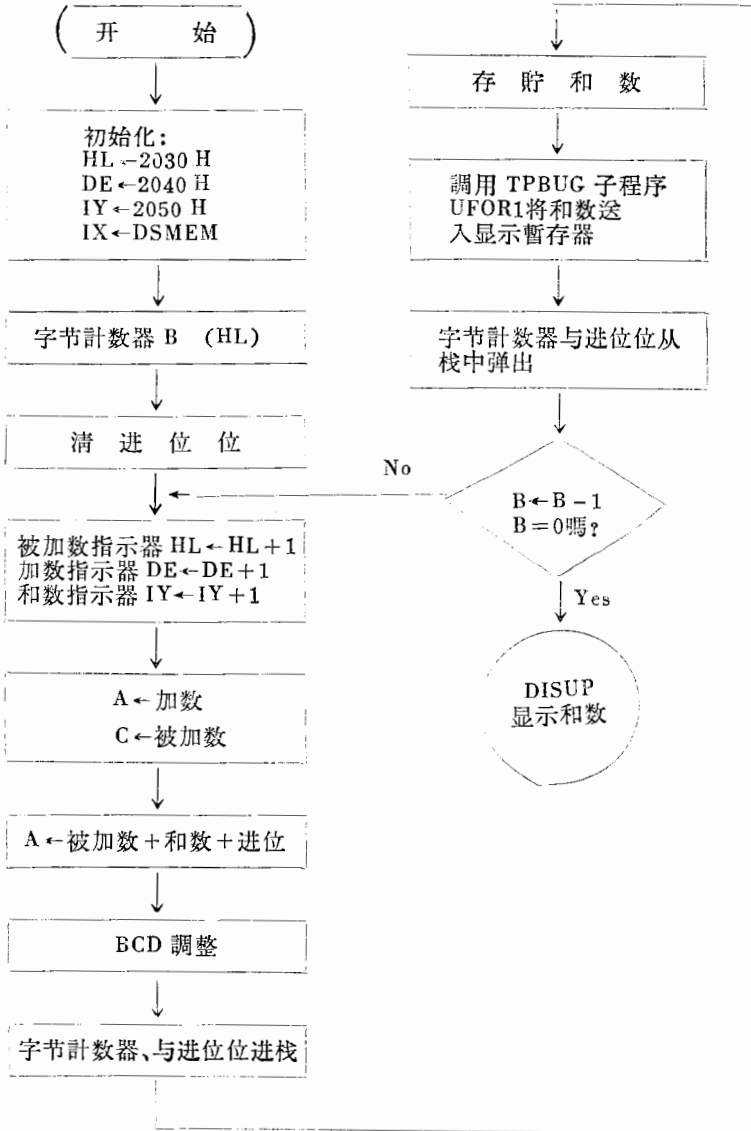 开 始
初始化:
HL←2030 H
DE←2040 H
IY←2050 H
IX←DSMEM
字节計数器 B (HL)
清 进 位 位
被加数指示器 HL←HL+1
加数指示器 DE←DE+1
和数指示器 IY←IY+1
A←加数
C←被加数
A←被加数+和数+进位
BCD 調整
字节計数器、与进位位进栈
存 貯 和 数
調用 TPBUG 子程序
UFOR1将和数送
入显示暫存器
字节計数器与进位位从
栈中弹出
No
B←B-1
B=0嗎?
Yes
DISUP
显示和数